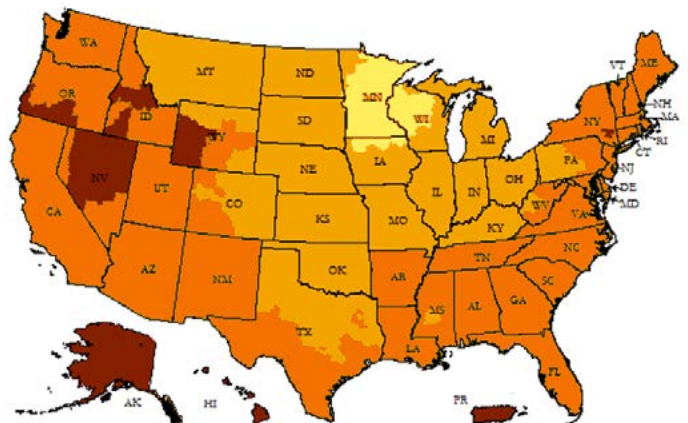 WA
MT
ND
MN
VT
ME
OR
ID
WY
SD
WI
MI
NY
NH
MA
RI
CT
NV
UT
CO
NE
IA
IL
IN
OH
PA
NJ
DE
MD
CA
KS
MO
KY
WV
VA
AZ
NM
OK
AR
TN
NC
SC
TX
LA
MS
AL
GA
FL
AK
HI
PR